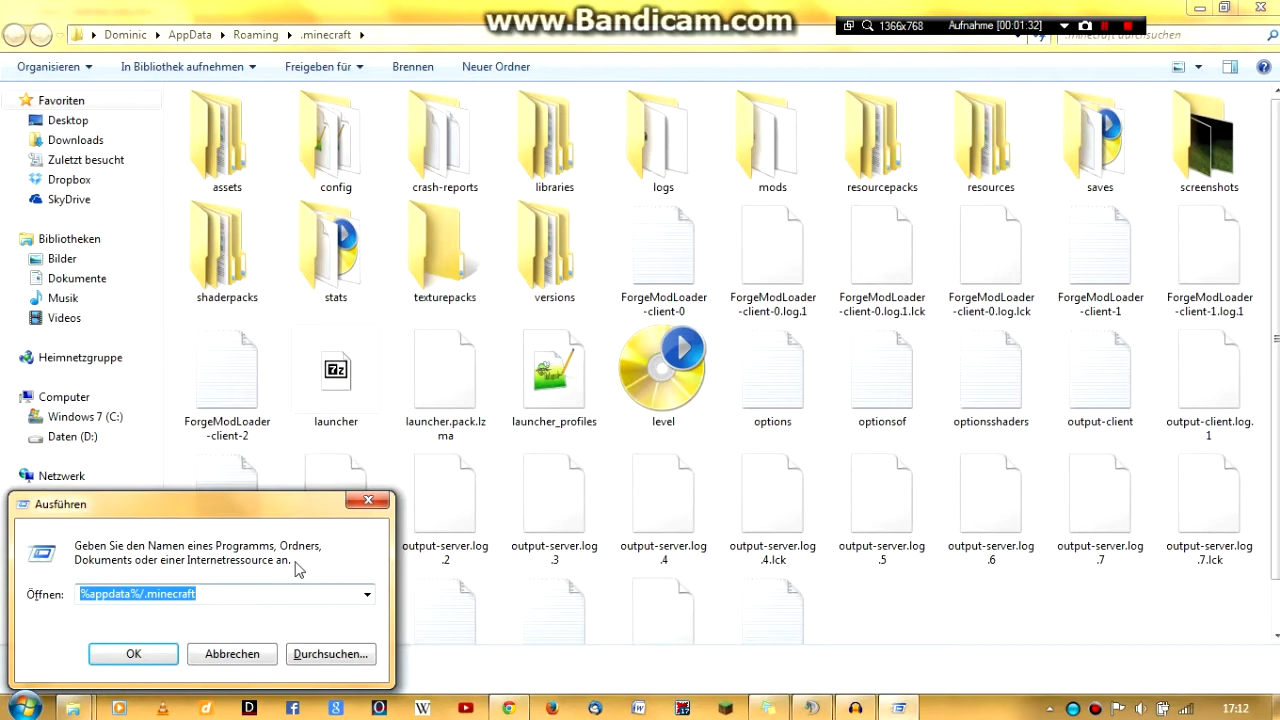 www.Bandicam.com
1366x768 Aufnahme [00:01:32]
Dominic AppData Roaming .minecraft
.minecraft durchsuchen
Organisieren In Bibliothek aufnehmen Freigeben für Brennen Neuer Ordner
Favoriten
Desktop
Downloads
Zuletzt besucht
Dropbox
SkyDrive
Bibliotheken
Bilder
Dokumente
Musik
Videos
Heimnetzgruppe
Computer
Windows 7 (C:)
Daten (D:)
Netzwerk
assets config crash-reports libraries logs mods resourcepacks resources saves screenshots
shaderpacks stats texturepacks versions ForgeModLoader ForgeModLoader ForgeModLoader ForgeModLoader ForgeModLoader ForgeModLoader
-client-0 -client-0.log.1 -client-0.log.1.lck -client-0.log.lck -client-1 -client-1.log.1
ForgeModLoader launcher launcher.pack.lz launcher_profiles level options optionsof optionsshaders output-client output-client.log.
-client-2 ma 1
output-server.log output-server.log output-server.log output-server.log output-server.log output-server.log output-server.log output-server.log
.2 .3 .4 .4.lck .5 .6 .7 .7.lck
Ausführen
Geben Sie den Namen eines Programms, Ordners,
Dokuments oder einer Internetressource an.
Öffnen: %appdata%/.minecraft
OK Abbrechen Durchsuchen...
17:12